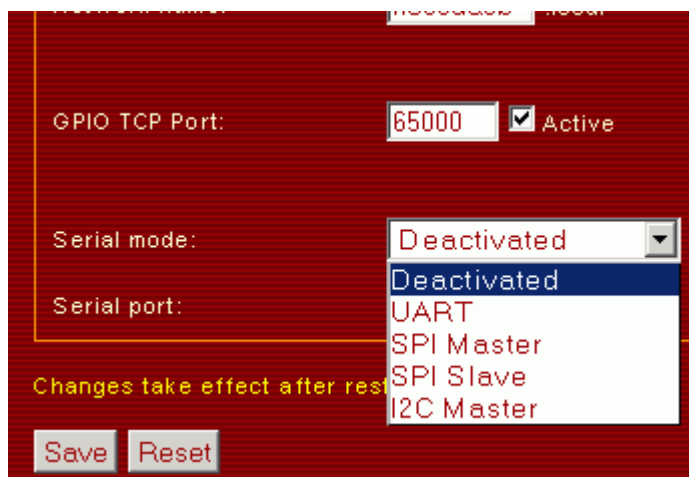 GPIO TCP Port: 65000 Active
Serial mode: Deactivated
Deactivated
Serial port:
UART
SPI Master
SPI Slave
I2C Master
Changes take effect after
Save Reset